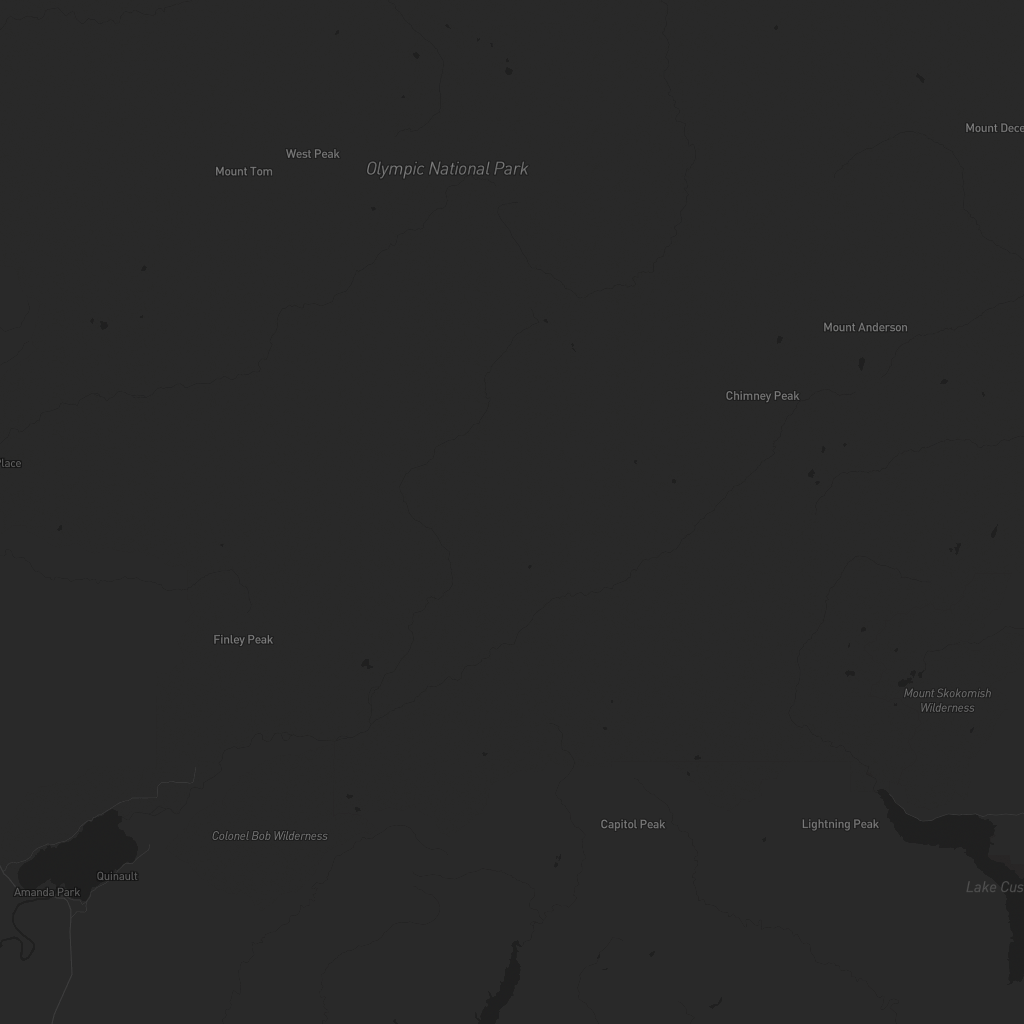 Mount Dece
West Peak
Olympic National Park
Mount Tom
Mount Anderson
Chimney Peak
Place
Finley Peak
Mount Skokomish
Wilderness
Capitol Peak
Lightning Peak
Colonel Bob Wilderness
Quinault
Lake Cus
Amanda Park